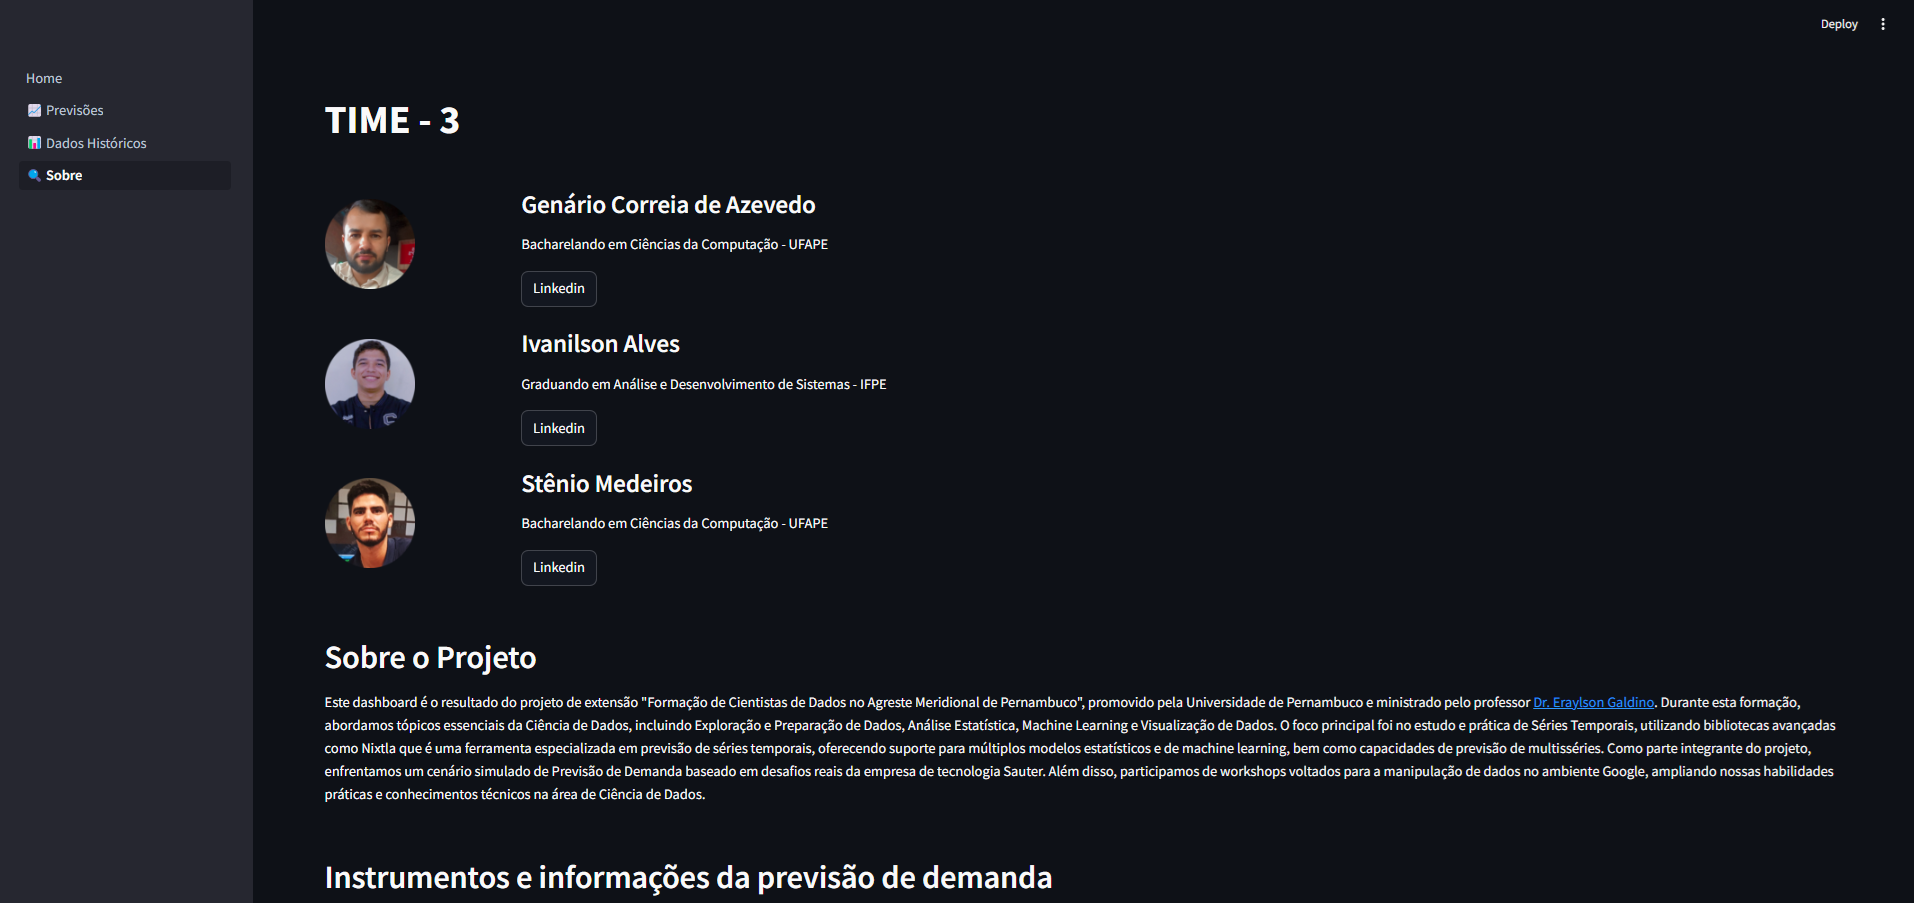 Deploy
Home
Previsões
Dados Históricos
Sobre
TIME - 3
Genário Correia de Azevedo
Bacharelando em Ciências da Computação - UFAPE
Linkedin
Ivanilson Alves
Graduando em Análise e Desenvolvimento de Sistemas - IFPE
Linkedin
Stênio Medeiros
Bacharelando em Ciências da Computação - UFAPE
Linkedin
Sobre o Projeto
Este dashboard é o resultado do projeto de extensão "Formação de Cientistas de Dados no Agreste Meridional de Pernambuco", promovido pela Universidade de Pernambuco e ministrado pelo professor Dr. Eraylson Galdino. Durante esta formação,
abordamos tópicos essenciais da Ciência de Dados, incluindo Exploração e Preparação de Dados, Análise Estatística, Machine Learning e Visualização de Dados. O foco principal foi no estudo e prática de Séries Temporais, utilizando bibliotecas avançadas
como Nixtla que é uma ferramenta especializada em previsão de séries temporais, oferecendo suporte para múltiplos modelos estatísticos e de machine learning, bem como capacidades de previsão de multisséries. Como parte integrante do projeto,
enfrentamos um cenário simulado de Previsão de Demanda baseado em desafios reais da empresa de tecnologia Sauter. Além disso, participamos de workshops voltados para a manipulação de dados no ambiente Google, ampliando nossas habilidades
práticas e conhecimentos técnicos na área de Ciência de Dados.
Instrumentos e informações da previsão de demanda